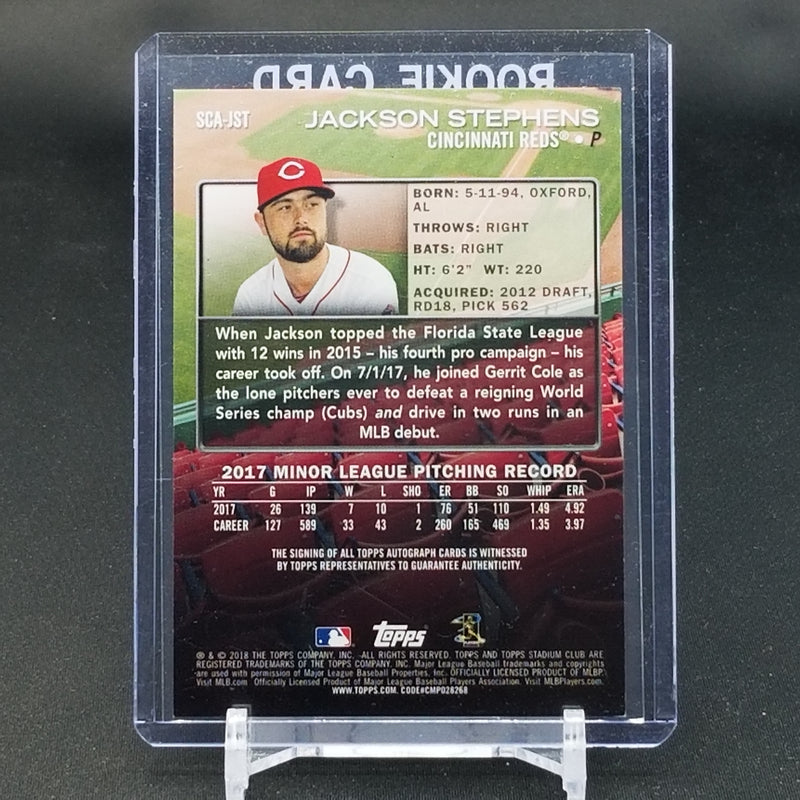 ROOKIE CARD
SCA-JST
JACKSON STEPHENS
CINCINNATI REDS® • P
C
BORN: 5-11-94, OXFORD,
AL
THROWS: RIGHT
BATS: RIGHT
HT: 6'2" WT: 220
ACQUIRED: 2012 DRAFT,
RD18, PICK 562
When Jackson topped the Florida State League
with 12 wins in 2015 – his fourth pro campaign – his
career took off. On 7/1/17, he joined Gerrit Cole as
the lone pitchers ever to defeat a reigning World
Series champ (Cubs) and drive in two runs in an
MLB debut.
2017 MINOR LEAGUE PITCHING RECORD
YR G IP W L SHO ER BB SO WHIP ERA
2017 26 139 7 10 1 76 51 110 1.49 4.92
CAREER 127 589 33 43 2 260 165 469 1.35 3.97
THE SIGNING OF ALL TOPPS AUTOGRAPH CARDS IS WITNESSED
BY TOPPS REPRESENTATIVES TO GUARANTEE AUTHENTICITY.
topps
® & © 2018 THE TOPPS COMPANY, INC. ALL RIGHTS RESERVED. TOPPS AND TOPPS STADIUM CLUB ARE
REGISTERED TRADEMARKS OF THE TOPPS COMPANY, INC. Major League Baseball trademarks and copyrights
are used with permission of Major League Baseball Properties, Inc. OFFICIALLY LICENSED PRODUCT OF MLBP.
Visit MLB.com. Officially Licensed Product of Major League Baseball Players Association. Visit MLBPlayers.com.
WWW.TOPPS.COM. CODE#CMP028268